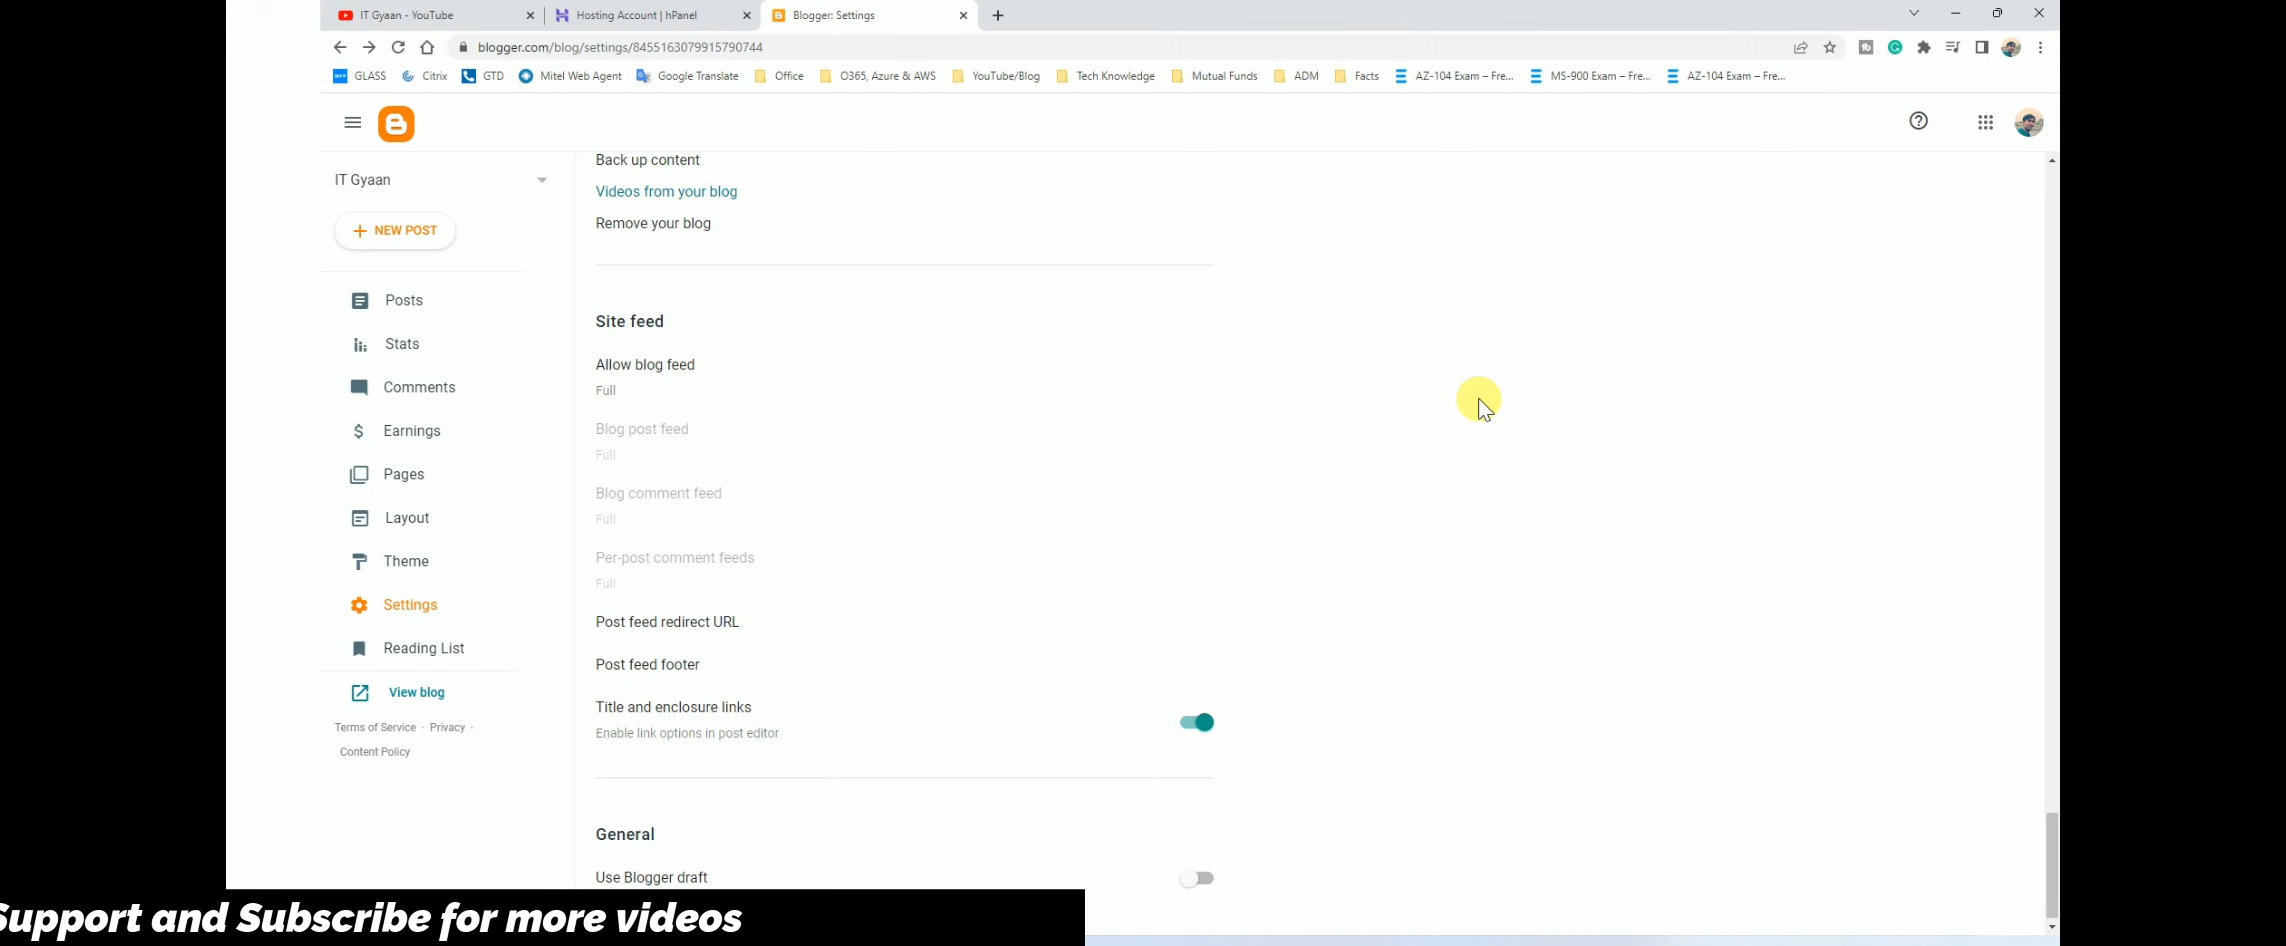 IT Gyaan - YouTube
Hosting Account | hPanel
Blogger: Settings
blogger.com/blog/settings/8455163079915790744
GLASS
Citrix
GTD
Mitel Web Agent
Google Translate
Office
O365, Azure & AWS
YouTube/Blog
Tech Knowledge
Mutual Funds
ADM
Facts
AZ-104 Exam – Fre...
MS-900 Exam – Fre...
AZ-104 Exam – Fre...
IT Gyaan
NEW POST
Posts
Stats
Comments
Earnings
Pages
Layout
Theme
Settings
Reading List
View blog
Terms of Service · Privacy ·
Content Policy
Back up content
Videos from your blog
Remove your blog
Site feed
Allow blog feed
Full
Blog post feed
Full
Blog comment feed
Full
Per-post comment feeds
Full
Post feed redirect URL
Post feed footer
Title and enclosure links
Enable link options in post editor
General
Use Blogger draft
Support and Subscribe for more videos